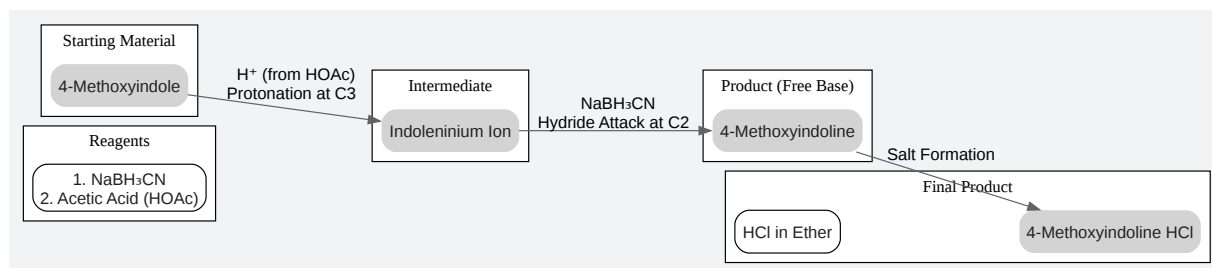 Starting Material
4-Methoxyindole
Reagents
1. NaBH₃CN
2. Acetic Acid (HOAc)
H⁺ (from HOAc)
Protonation at C3
Intermediate
Indoleninium Ion
NaBH₃CN
Hydride Attack at C2
Product (Free Base)
4-Methoxyindoline
Salt Formation
Final Product
HCl in Ether
4-Methoxyindoline HCl